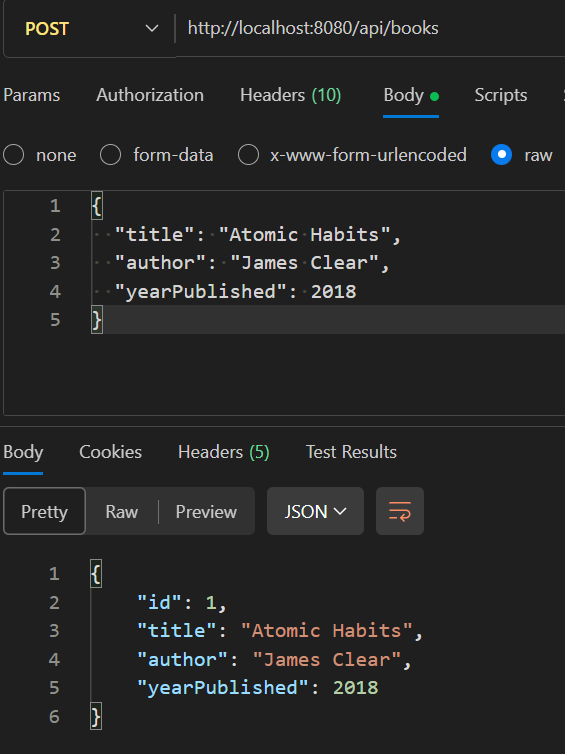 POST http://localhost:8080/api/books
Params Authorization Headers (10) Body Scripts
none form-data x-www-form-urlencoded raw
1 {
2 "title": "Atomic Habits",
3 "author": "James Clear",
4 "yearPublished": 2018
5 }
Body Cookies Headers (5) Test Results
Pretty Raw Preview JSON
1 {
2 "id": 1,
3 "title": "Atomic Habits",
4 "author": "James Clear",
5 "yearPublished": 2018
6 }